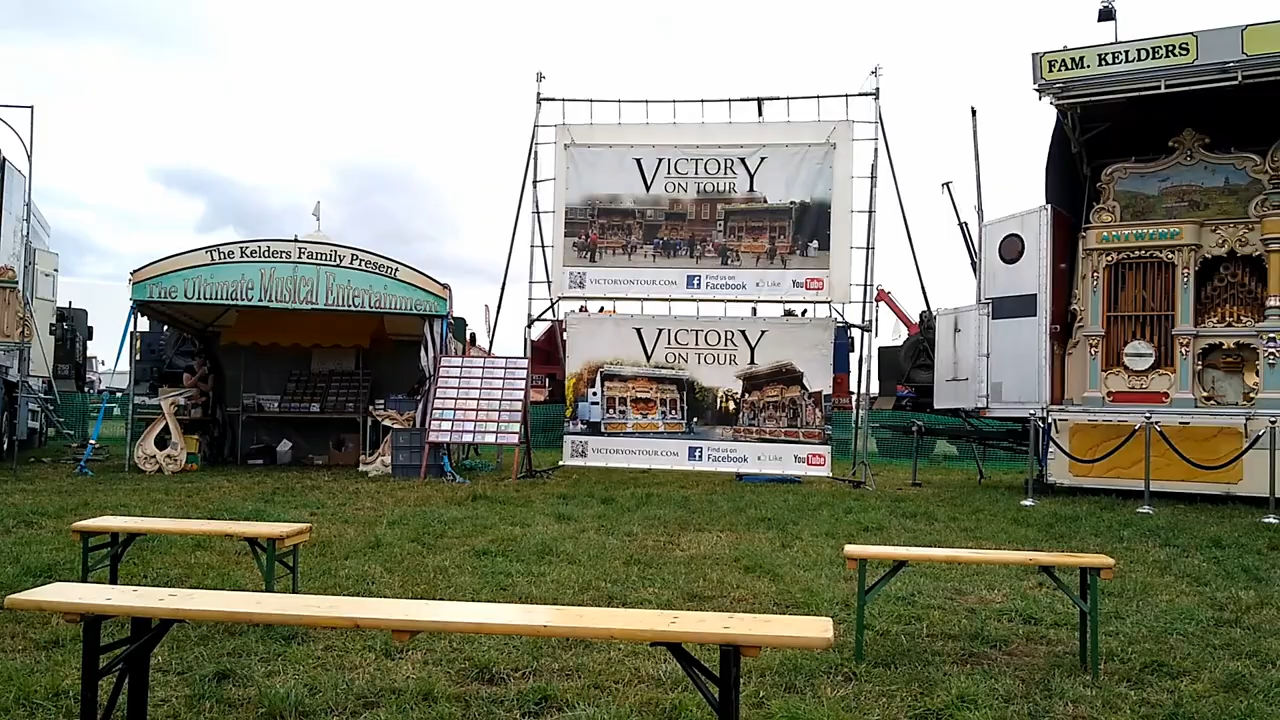 The Kelders Family Present
The Ultimate Musical Entertainment
VICTORY
ON TOUR
VICTORYONTOUR.COM
Find us on
Facebook
Like
YouTube
VICTORY
ON TOUR
VICTORYONTOUR.COM
Find us on
Facebook
Like
YouTube
FAM. KELDERS
ANTWERP